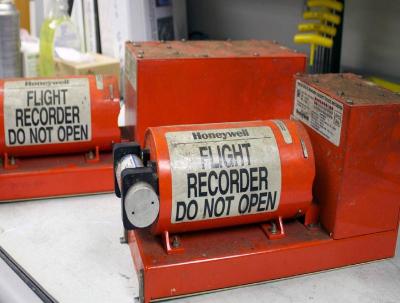 Honeywell
FLIGHT
RECORDER
DO NOT OPEN
Honeywell
FLIGHT
RECORDER
DO NOT OPEN